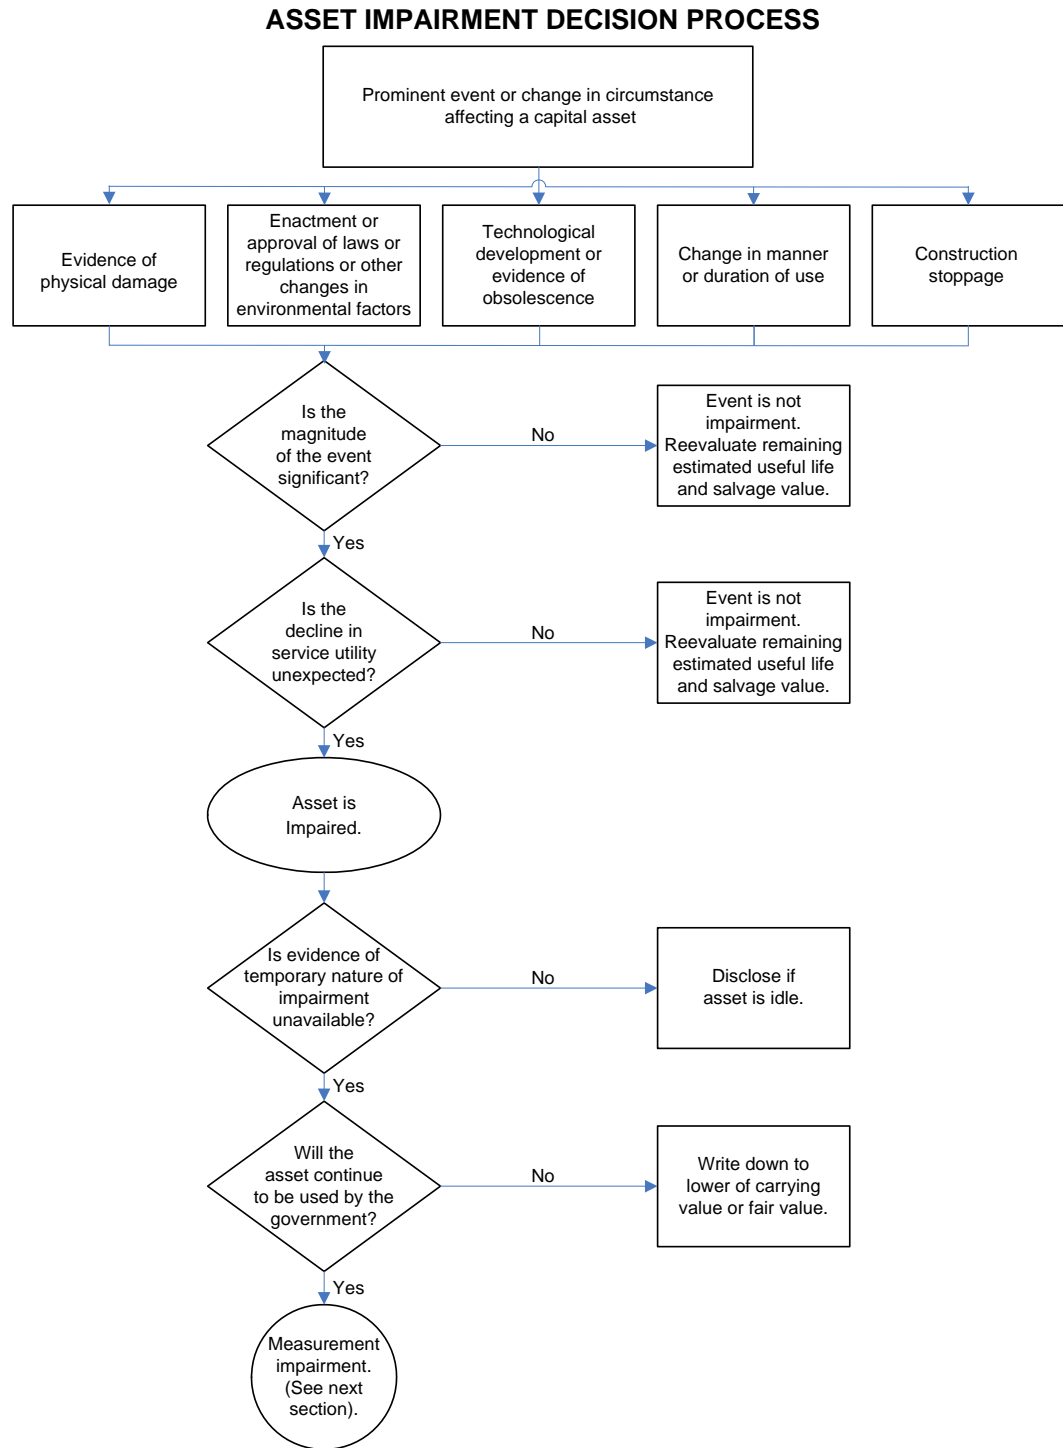 ASSET IMPAIRMENT DECISION PROCESS
Prominent event or change in circumstance
affecting a capital asset
Evidence of
physical damage
Enactment or
approval of laws or
regulations or other
changes in
environmental factors
Technological
development or
evidence of
obsolescence
Change in manner
or duration of use
Construction
stoppage
Is the
magnitude
of the event
significant?
No
Event is not
impairment.
Reevaluate remaining
estimated useful life
and salvage value.
Yes
Is the
decline in
service utility
unexpected?
No
Event is not
impairment.
Reevaluate remaining
estimated useful life
and salvage value.
Yes
Asset is
Impaired.
Is evidence of
temporary nature of
impairment
unavailable?
No
Disclose if
asset is idle.
Yes
Will the
asset continue
to be used by the
government?
No
Write down to
lower of carrying
value or fair value.
Yes
Measurement
impairment.
(See next
section).